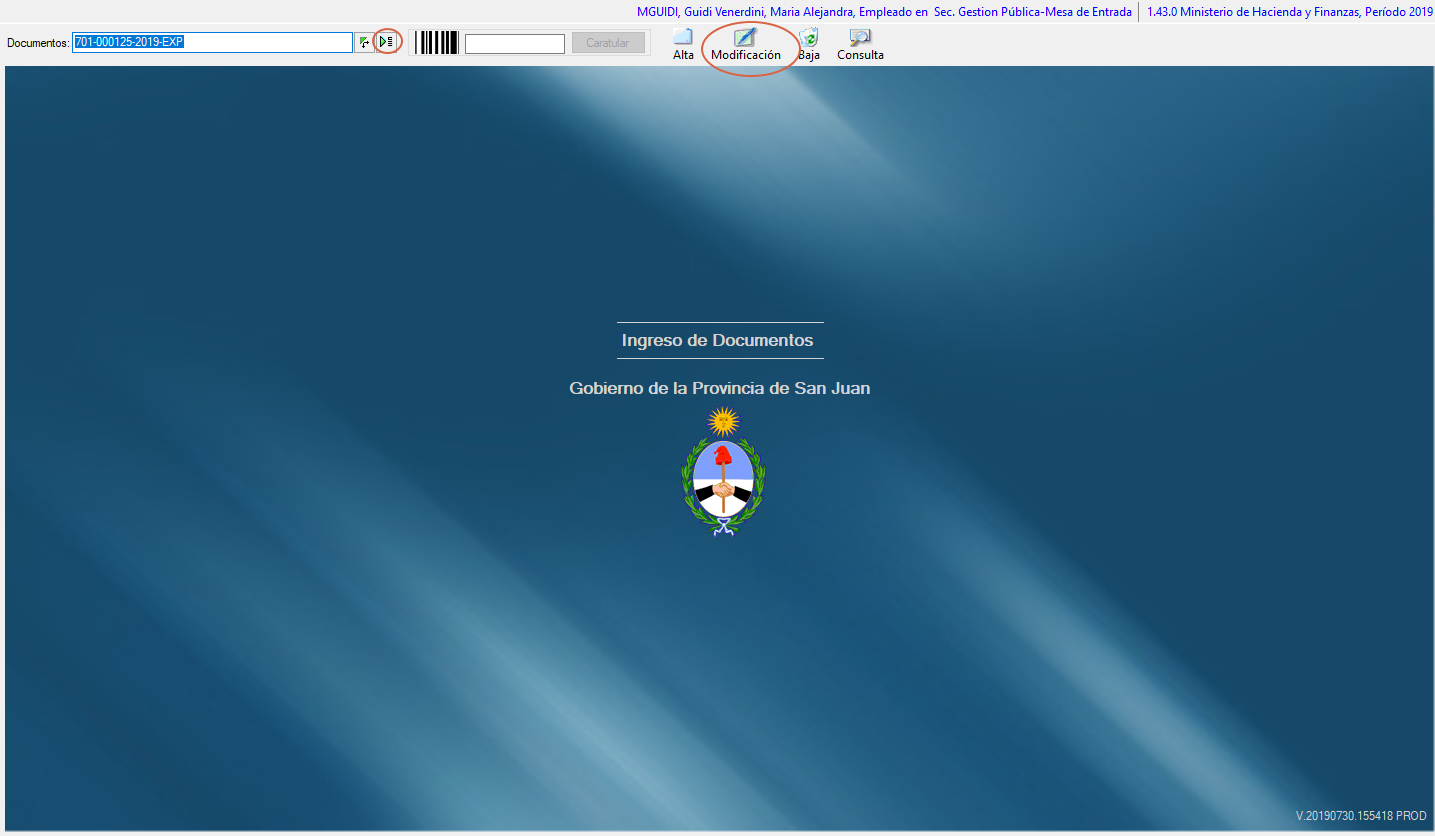 MGUIDI, Guidi Venerdini, Maria Alejandra, Empleado en  Sec. Gestion Pública-Mesa de Entrada
1.43.0 Ministerio de Hacienda y Finanzas, Período 2019
Documentos: 701-000125-2019-EXP
Caratular
Alta
Modificación
Baja
Consulta
Ingreso de Documentos
Gobierno de la Provincia de San Juan
V.20190730.155418 PROD